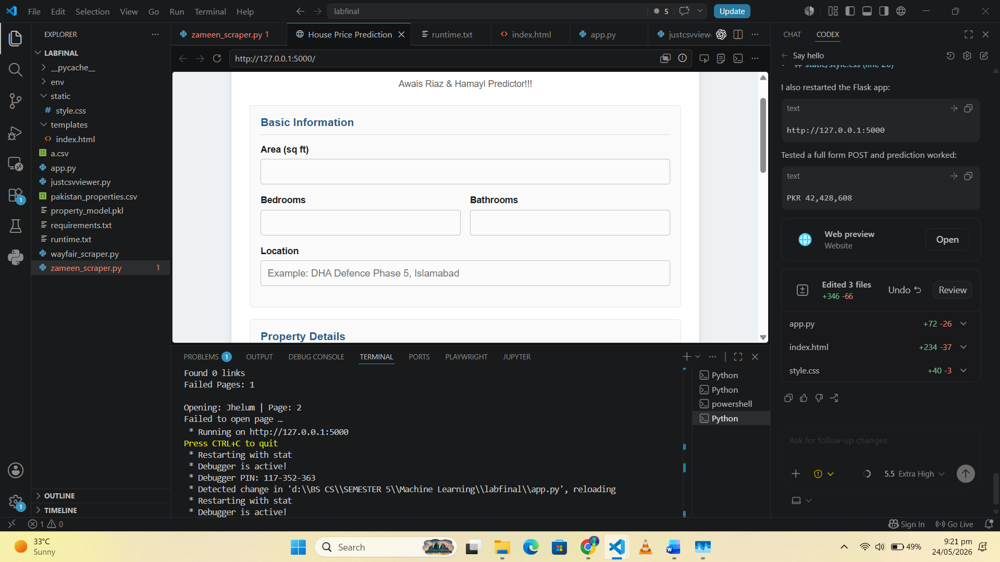 File Edit Selection View Go Run Terminal Help
labfinal
5
Update
EXPLORER
LABFINAL
__pycache__
env
static
# style.css
templates
<> index.html
a.csv
app.py
justcsvviewer.py
pakistan_properties.csv
property_model.pkl
requirements.txt
runtime.txt
wayfair_scraper.py
zameen_scraper.py 1
OUTLINE
TIMELINE
1
1
zameen_scraper.py 1
House Price Prediction
runtime.txt
<> index.html
app.py
justcsvviewe
http://127.0.0.1:5000/
Awais Riaz & Hamayl Predictor!!!
Basic Information
Area (sq ft)
Bedrooms Bathrooms
Location
Example: DHA Defence Phase 5, Islamabad
Property Details
PROBLEMS 1 OUTPUT DEBUG CONSOLE TERMINAL PORTS PLAYWRIGHT JUPYTER
Found 0 links
Failed Pages: 1
Opening: Jhelum | Page: 2
Failed to open page …
* Running on http://127.0.0.1:5000
Press CTRL+C to quit
* Restarting with stat
* Debugger is active!
* Debugger PIN: 117-352-363
* Detected change in 'd:\\BS CS\\SEMESTER 5\\Machine Learning\\labfinal\\app.py', reloading
* Restarting with stat
* Debugger is active!
Python
Python
powershell
Python
CHAT CODEX
Say hello
# static/style.css (line 20)
I also restarted the Flask app:
text
http://127.0.0.1:5000
Tested a full form POST and prediction worked:
text
PKR 42,428,608
Web preview
Website
Open
Edited 3 files
+346 -66
Undo
Review
app.py +72 -26
index.html +234 -37
style.css +40 -3
Ask for follow-up changes
5.5 Extra High
1 0
Sign In Go Live
33°C
Sunny
Search
49%
9:21 pm
24/05/2026